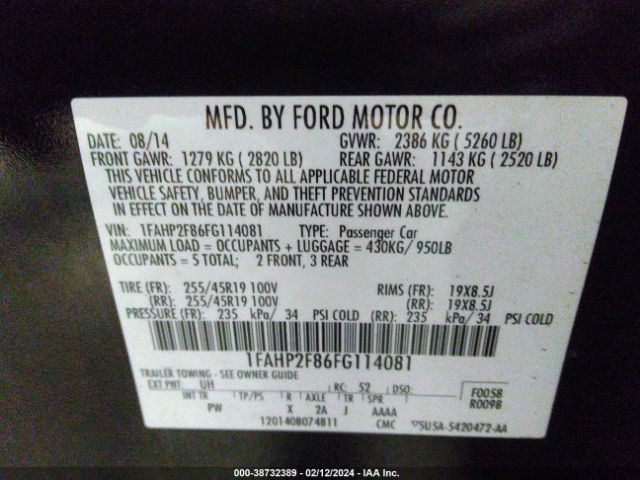 MFD. BY FORD MOTOR CO.
DATE: 08/14 GVWR: 2386 KG ( 5260 LB)
FRONT GAWR: 1279 KG ( 2820 LB) REAR GAWR: 1143 KG ( 2520 LB)
THIS VEHICLE CONFORMS TO ALL APPLICABLE FEDERAL MOTOR
VEHICLE SAFETY, BUMPER, AND THEFT PREVENTION STANDARDS
IN EFFECT ON THE DATE OF MANUFACTURE SHOWN ABOVE.
VIN: 1FAHP2F86FG114081 TYPE: Passenger Car
MAXIMUM LOAD = OCCUPANTS + LUGGAGE = 430KG/ 950LB
OCCUPANTS = 5 TOTAL; 2 FRONT, 3 REAR
TIRE (FR): 255/45R19 100V RIMS (FR): 19X8.5J
(RR): 255/45R19 100V (RR): 19X8.5J
PRESSURE (FR): 235 kPa/ 34 PSI COLD (RR): 235 kPa/ 34 PSI COLD
1FAHP2F86FG114081
TRAILER TOWING - SEE OWNER GUIDE
EXT PNT: UH RC: 52 DSO: F0058
INT TR TP/PS R AXLE TR SPR R0098
PW X 2A J AAAA
1201408074811 CMC 5U5A-5420472-AA
000-38732389 - 02/12/2024 - IAA Inc.